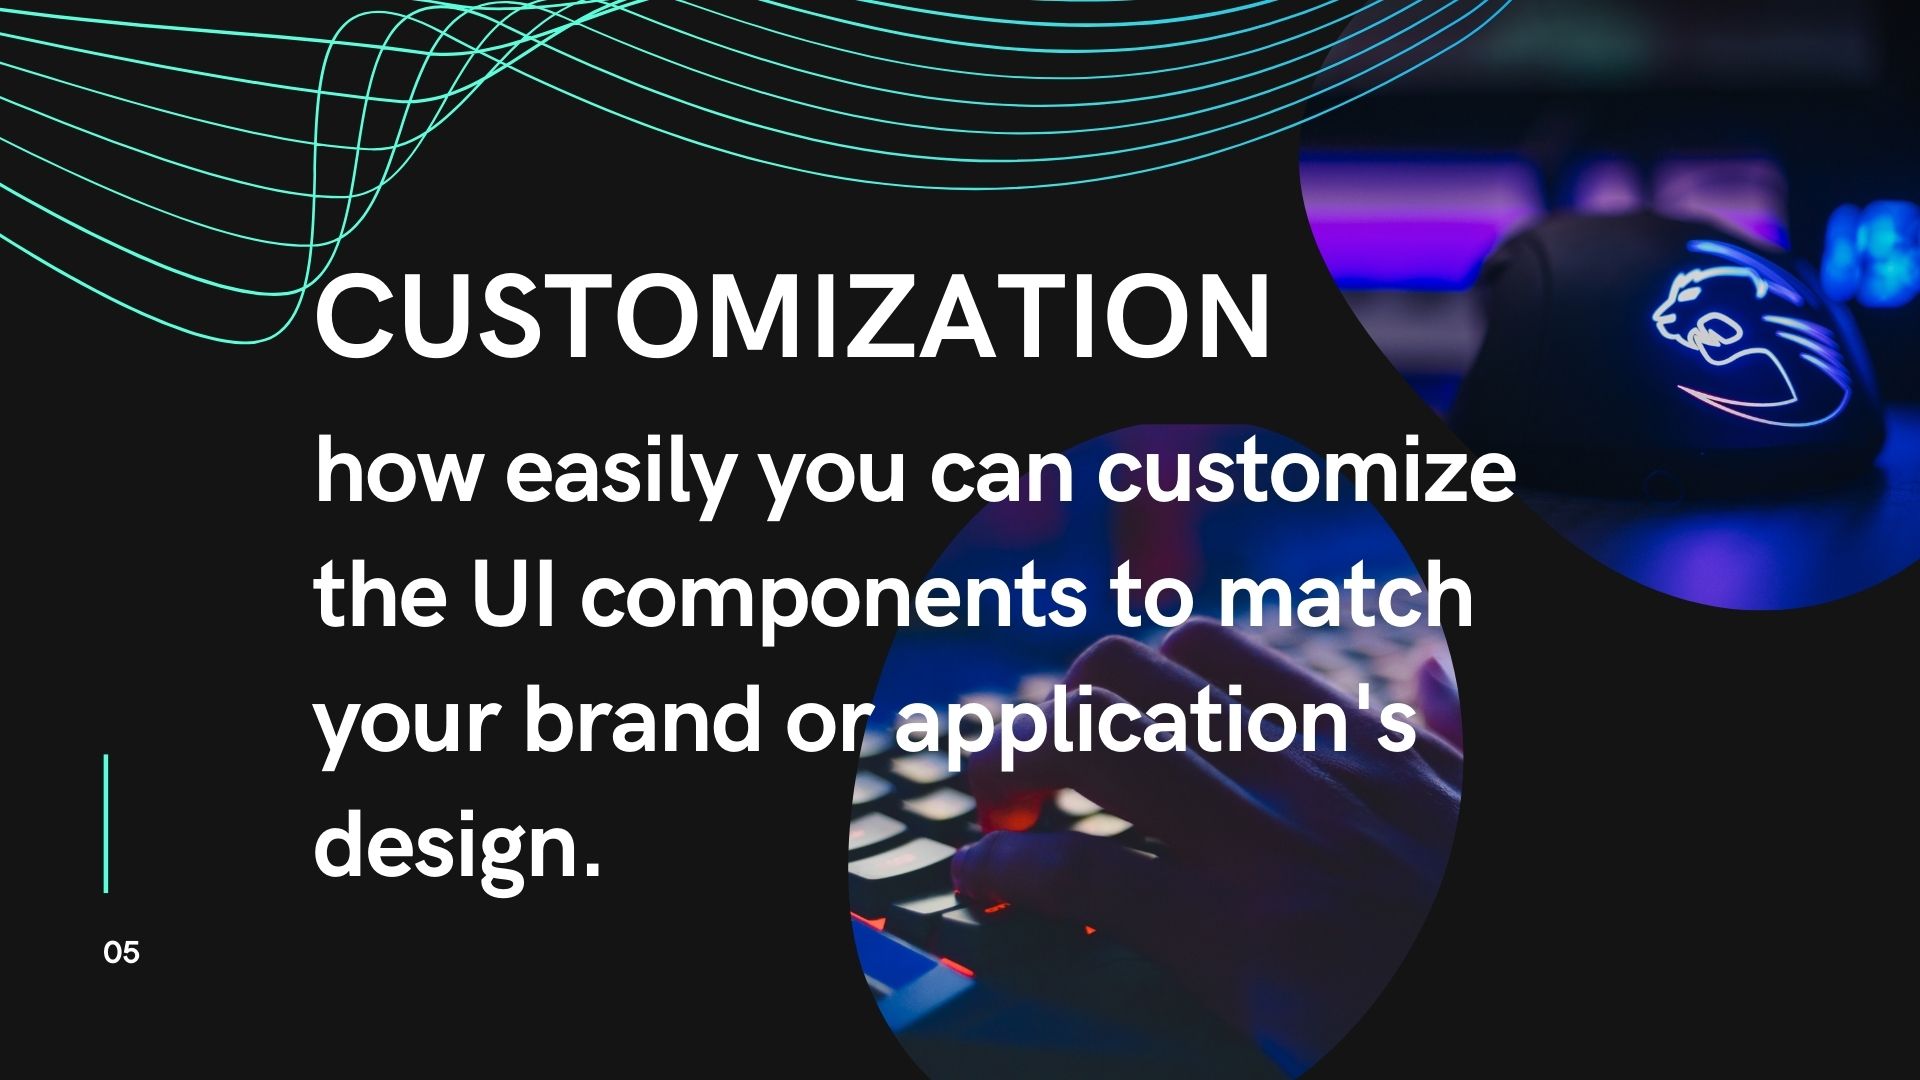 CUSTOMIZATION
how easily you can customize
the UI components to match
your brand or application's
design.
05